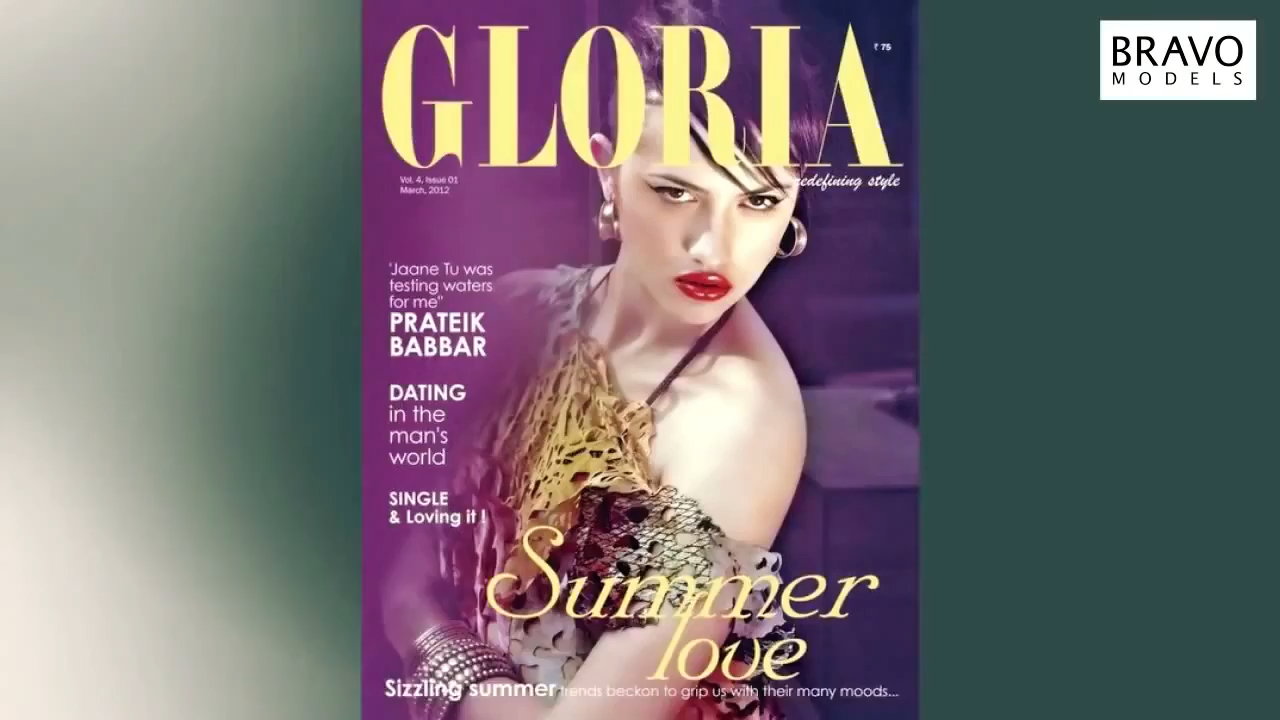 BRAVO
MODELS
GLORIA
₹ 75
redefining style
Vol. 4, Issue 01
March, 2012
'Jaane Tu was
testing waters
for me"
PRATEIK
BABBAR
DATING
in the
man's
world
SINGLE
& Loving it !
Summer
love
Sizzling summer trends beckon to grip us with their many moods...